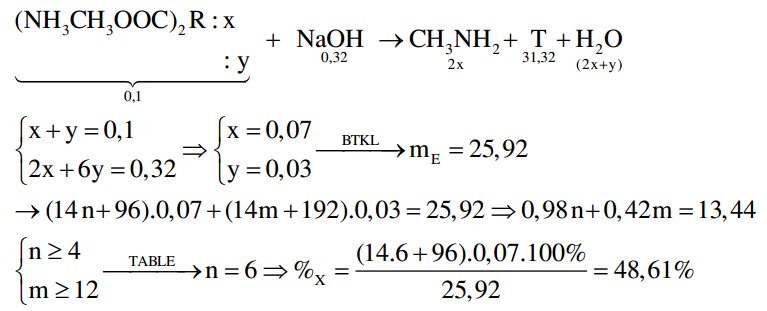 (NH₃CH₃OOC)₂R : x
: y
0,1
+ NaOH → CH₃NH₂ + T + H₂O
0,32 2x 31,32 (2x+y)
{x + y = 0,1 ⇒ {x = 0,07 BTKL→ m_E = 25,92
{2x + 6y = 0,32 {y = 0,03
→ (14n + 96).0,07 + (14m + 192).0,03 = 25,92 ⇒ 0,98n + 0,42m = 13,44
{n ≥ 4 TABLE→ n = 6 ⇒ %_X = (14.6 + 96).0,07.100% / 25,92 = 48,61%
{m ≥ 12